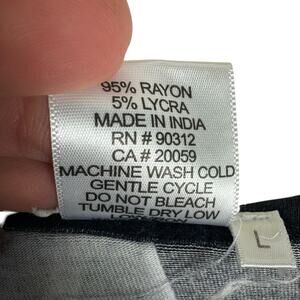 95% RAYON
5% LYCRA
MADE IN INDIA
RN # 90312
CA # 20059
MACHINE WASH COLD
GENTLE CYCLE
DO NOT BLEACH
TUMBLE DRY LOW
L